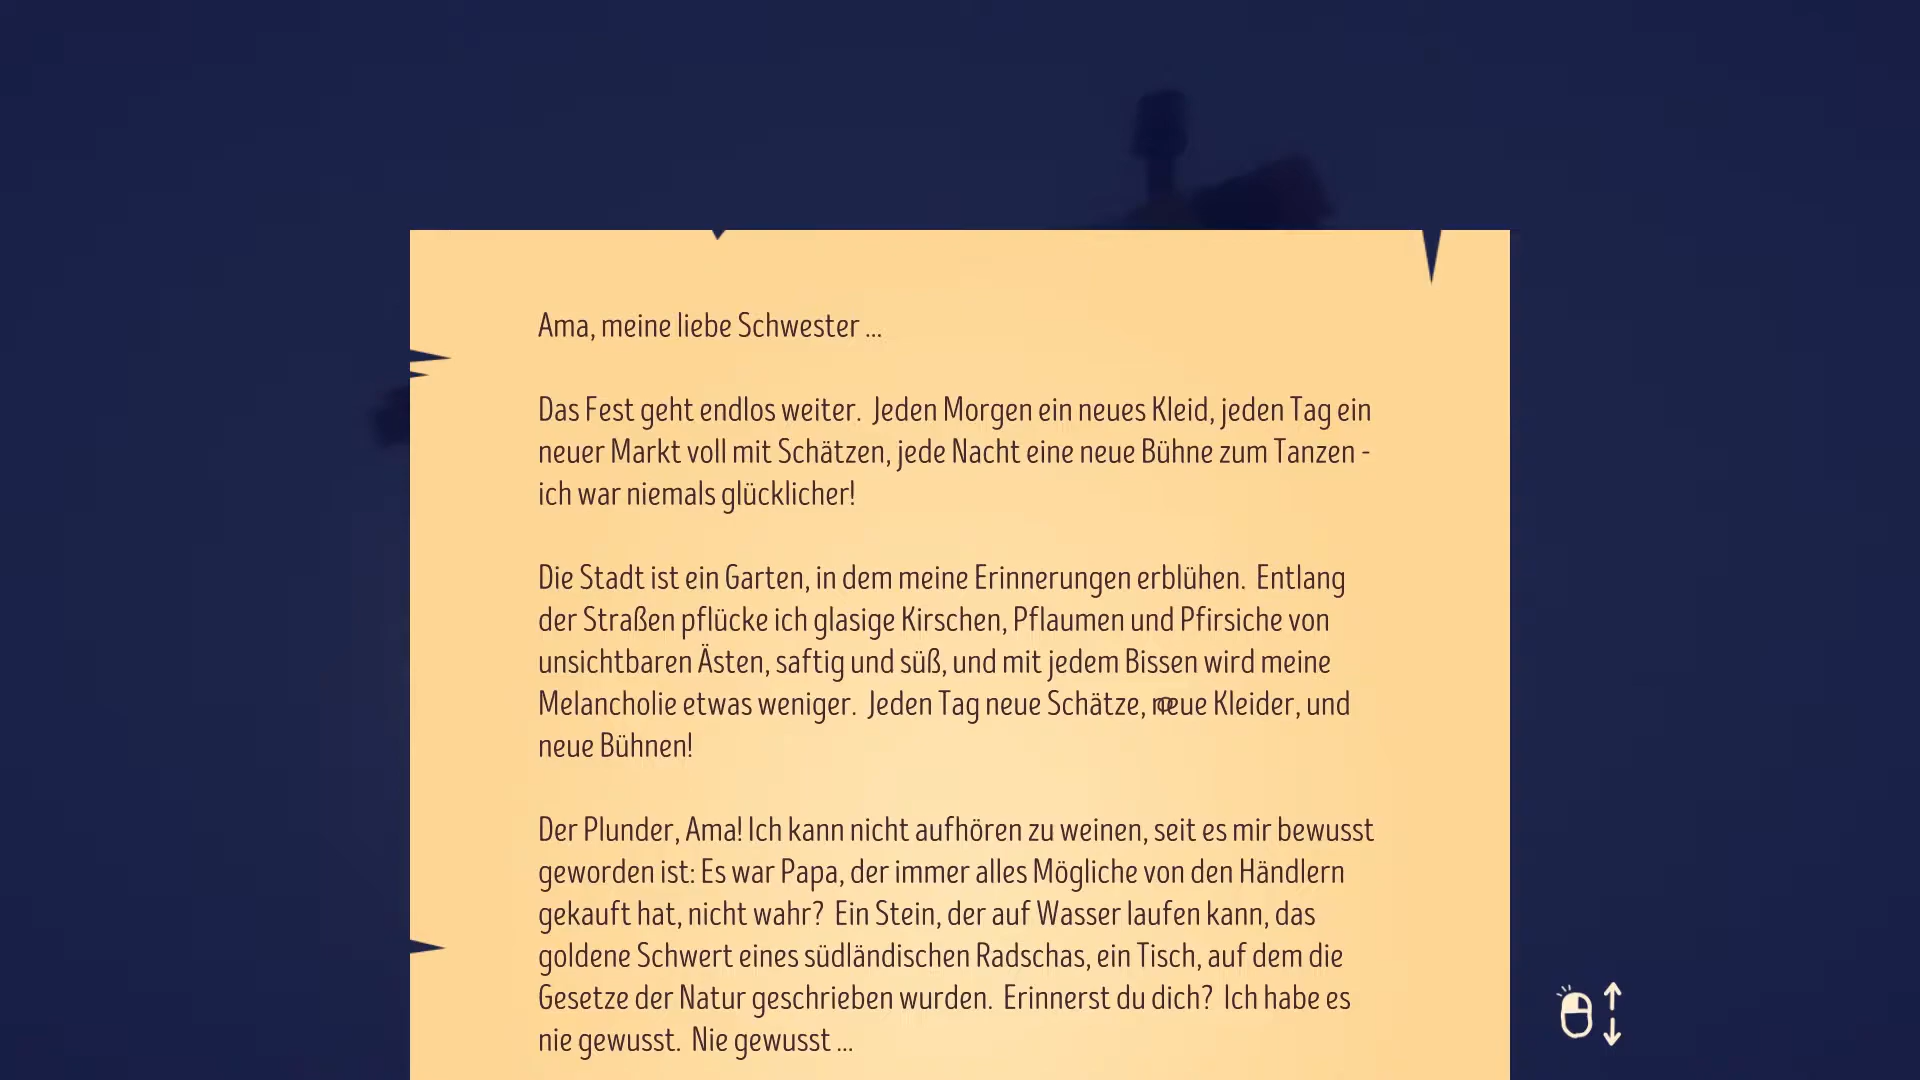 Ama, meine liebe Schwester ...
Das Fest geht endlos weiter.  Jeden Morgen ein neues Kleid, jeden Tag ein
neuer Markt voll mit Schätzen, jede Nacht eine neue Bühne zum Tanzen -
ich war niemals glücklicher!
Die Stadt ist ein Garten, in dem meine Erinnerungen erblühen.  Entlang
der Straßen pflücke ich glasige Kirschen, Pflaumen und Pfirsiche von
unsichtbaren Ästen, saftig und süß, und mit jedem Bissen wird meine
Melancholie etwas weniger.  Jeden Tag neue Schätze, neue Kleider, und
neue Bühnen!
Der Plunder, Ama! Ich kann nicht aufhören zu weinen, seit es mir bewusst
geworden ist: Es war Papa, der immer alles Mögliche von den Händlern
gekauft hat, nicht wahr?  Ein Stein, der auf Wasser laufen kann, das
goldene Schwert eines südländischen Radschas, ein Tisch, auf dem die
Gesetze der Natur geschrieben wurden.  Erinnerst du dich?  Ich habe es
nie gewusst.  Nie gewusst ...